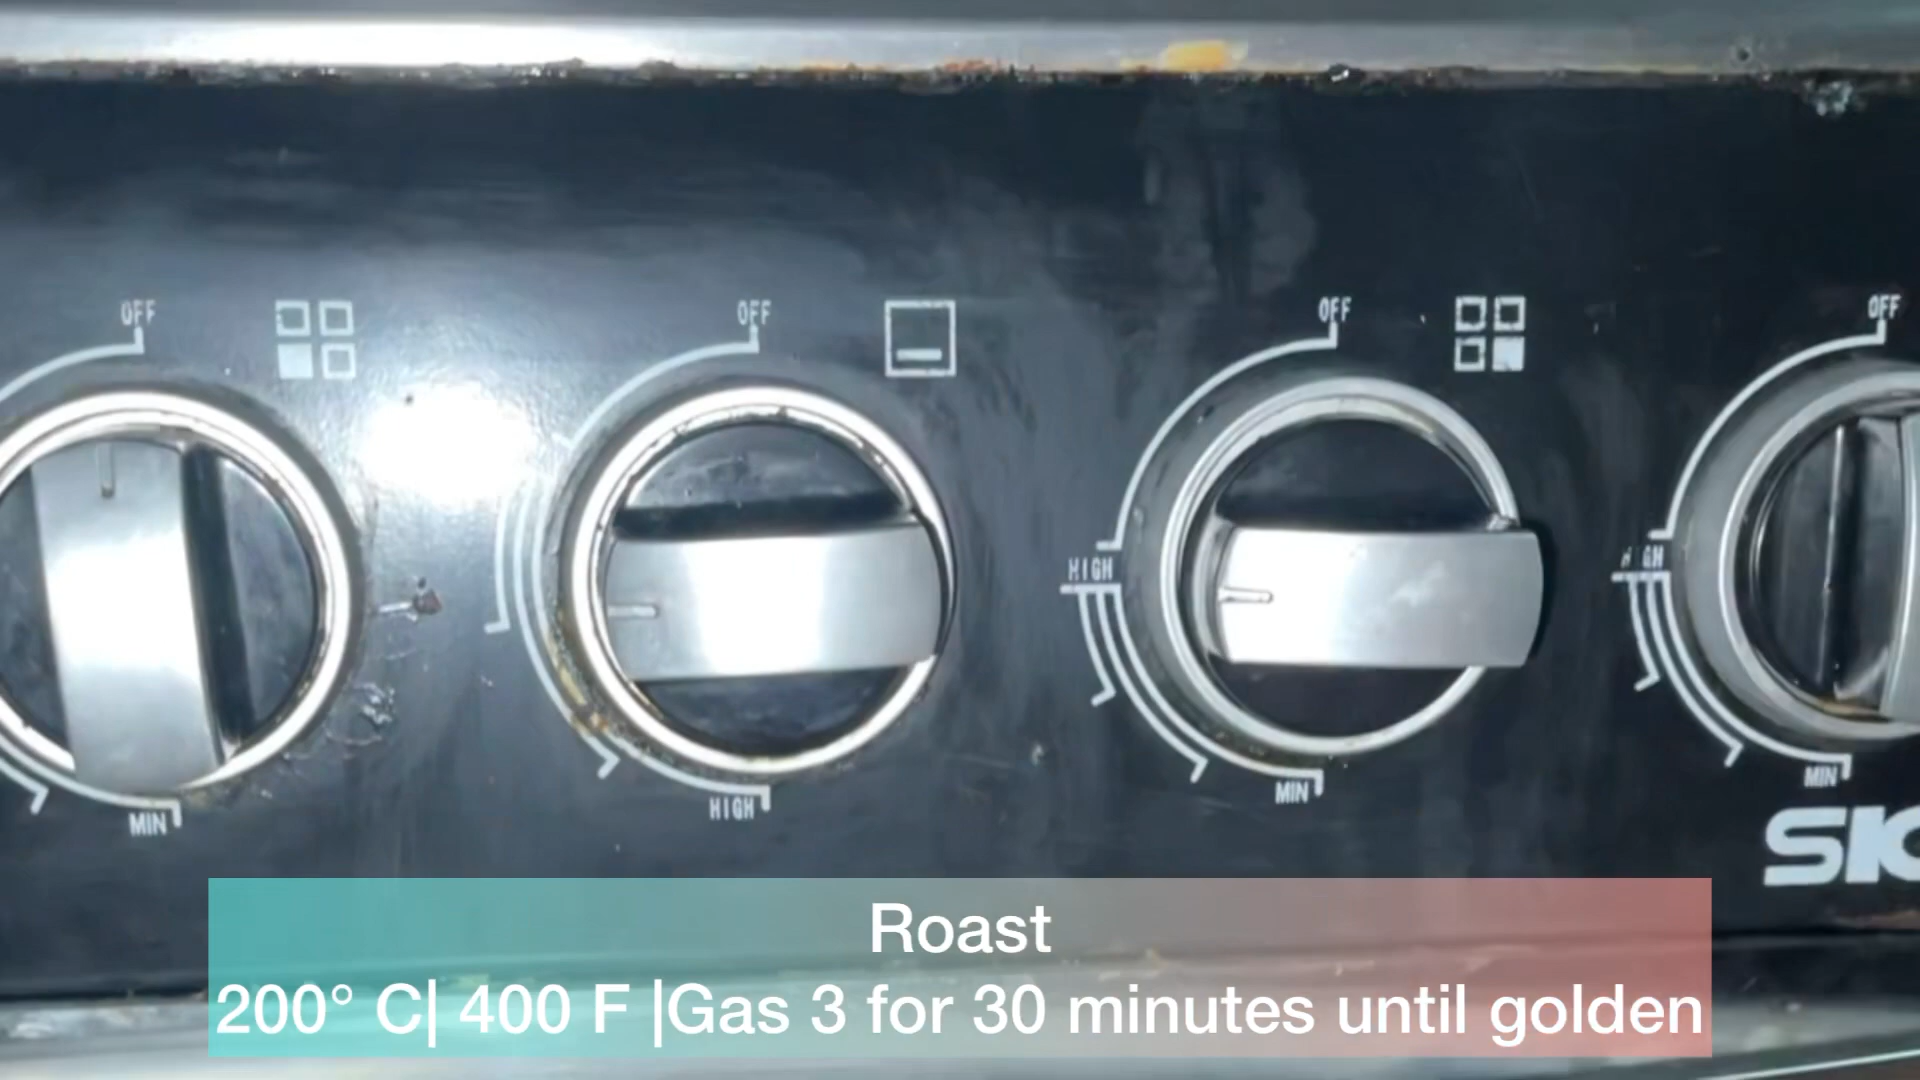 OFF
OFF
OFF
OFF
HIGH
HIGH
MIN
HIGH
MIN
MIN
Roast
200° C| 400 F |Gas 3 for 30 minutes until golden